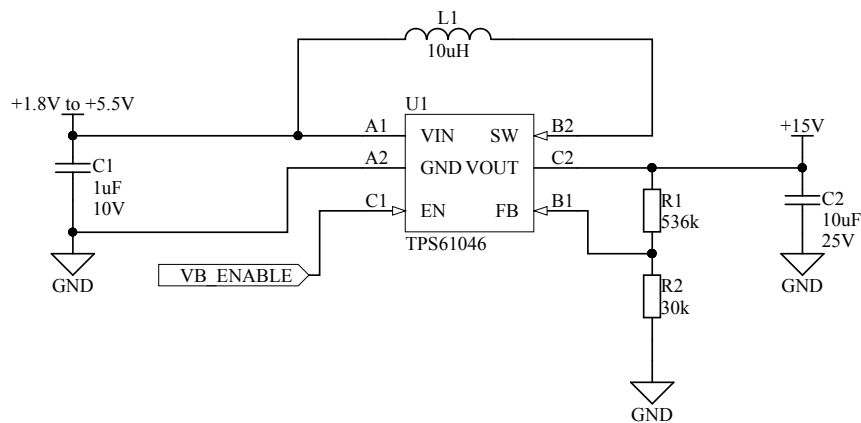 L1
10uH
+1.8V to +5.5V
U1
+15V
A1
VIN
SW
B2
C1
1uF
10V
A2
GND
VOUT
C2
C1
EN
FB
B1
R1
536k
C2
10uF
25V
TPS61046
GND
VB_ENABLE
R2
30k
GND
GND